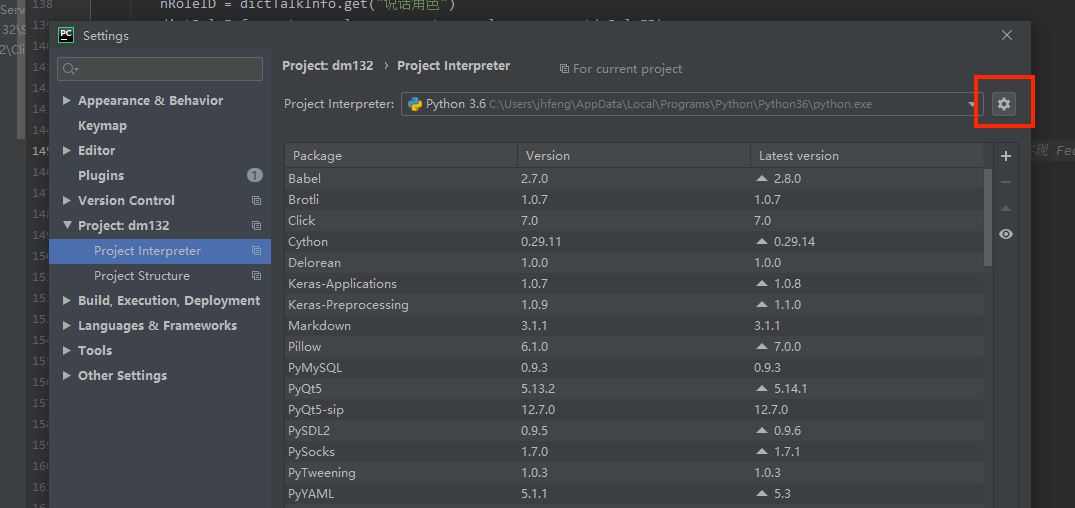 138 nRoleID = dictTalkInfo.get("说话角色")
139
Serv
32\S
2\Cli
PC Settings
Project: dm132 › Project Interpreter For current project
Appearance & Behavior
Keymap
Editor
Plugins 1
Version Control
Project: dm132
Project Interpreter
Project Structure
Build, Execution, Deployment
Languages & Frameworks
Tools
Other Settings
Project Interpreter: Python 3.6 C:\Users\jhfeng\AppData\Local\Programs\Python\Python36\python.exe
Package Version Latest version
Babel 2.7.0 2.8.0
Brotli 1.0.7 1.0.7
Click 7.0 7.0
Cython 0.29.11 0.29.14
Delorean 1.0.0 1.0.0
Keras-Applications 1.0.7 1.0.8
Keras-Preprocessing 1.0.9 1.1.0
Markdown 3.1.1 3.1.1
Pillow 6.1.0 7.0.0
PyMySQL 0.9.3 0.9.3
PyQt5 5.13.2 5.14.1
PyQt5-sip 12.7.0 12.7.0
PySDL2 0.9.5 0.9.6
PySocks 1.7.0 1.7.1
PyTweening 1.0.3 1.0.3
PyYAML 5.1.1 5.3